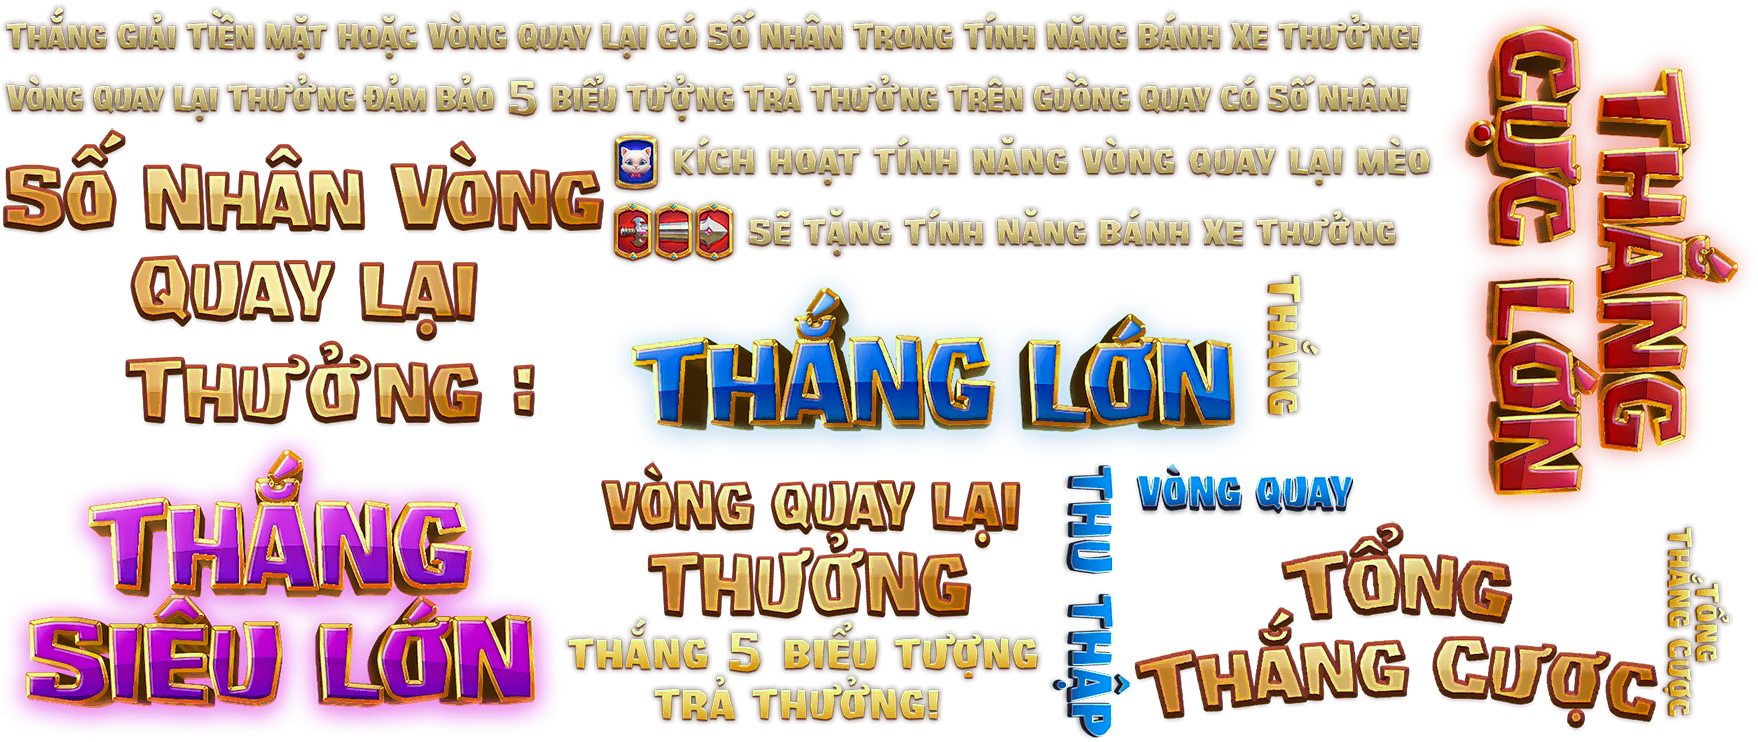 THẮNG GIẢI TIỀN MẶT HOẶC VÒNG QUAY LẠI CÓ SỐ NHÂN TRONG TÍNH NĂNG BÁNH XE THƯỞNG!
VÒNG QUAY LẠI THƯỞNG ĐẢM BẢO 5 BIỂU TƯỢNG TRẢ THƯỞNG TRÊN GUỒNG QUAY CÓ SỐ NHÂN!
KÍCH HOẠT TÍNH NĂNG VÒNG QUAY LẠI MÈO
SẼ TẶNG TÍNH NĂNG BÁNH XE THƯỞNG
SỐ NHÂN VÒNG
QUAY LẠI
THƯỞNG :
THẮNG LỚN
THẮNG
THẮNG
CỰC LỚN
THẮNG
SIÊU LỚN
VÒNG QUAY LẠI
THƯỞNG
THẮNG 5 BIỂU TƯỢNG
TRẢ THƯỞNG!
THU THẬP
VÒNG QUAY
TỔNG
THẮNG CƯỢC
TỔNG
THẮNG CƯỢC